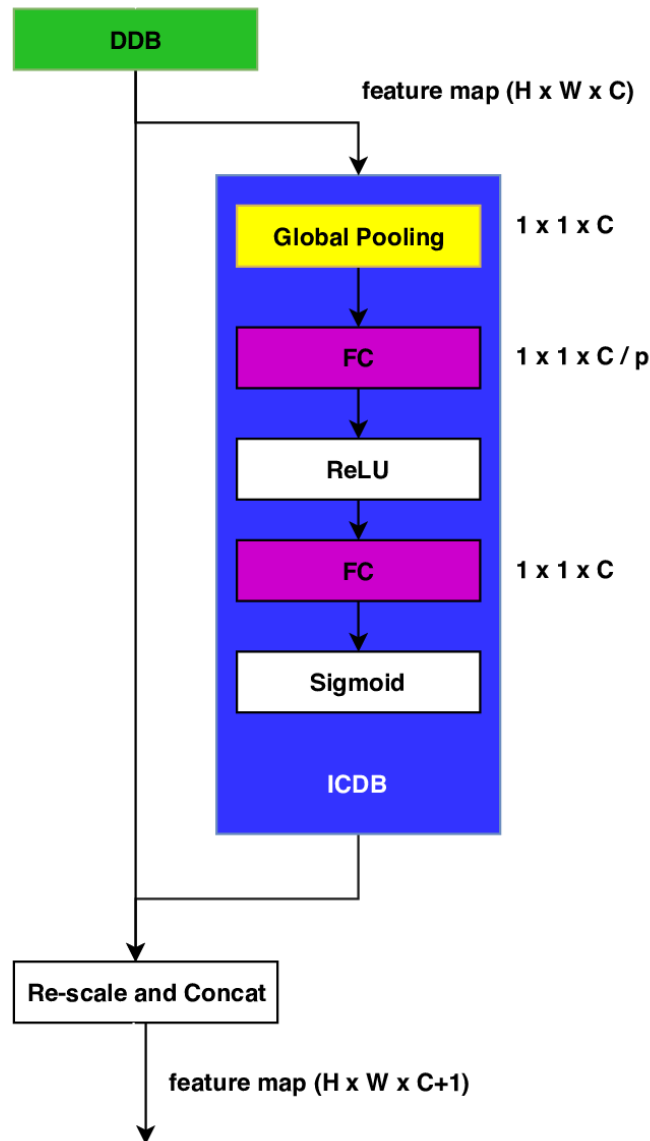 DDB
feature map (H x W x C)
Global Pooling
1 x 1 x C
FC
1 x 1 x C / p
ReLU
FC
1 x 1 x C
Sigmoid
ICDB
Re-scale and Concat
feature map (H x W x C+1)